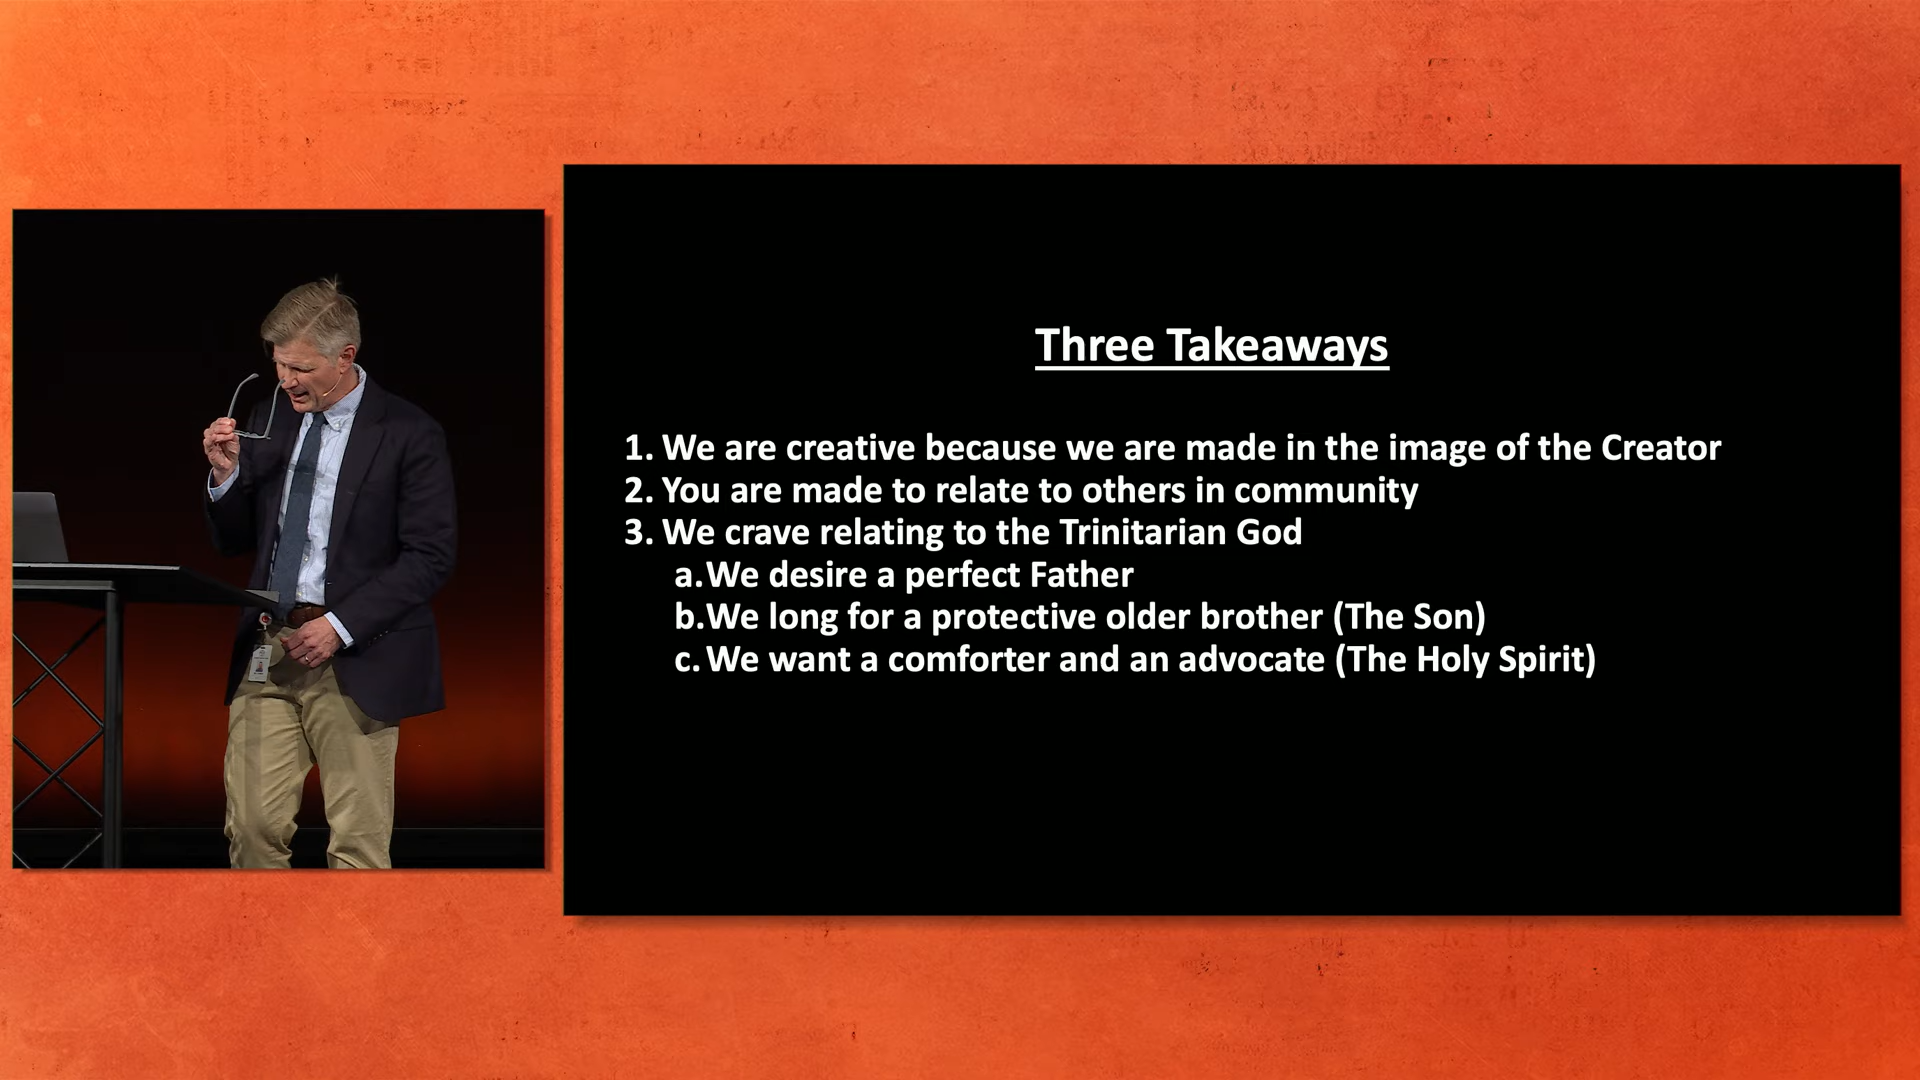 Three Takeaways
1. We are creative because we are made in the image of the Creator
2. You are made to relate to others in community
3. We crave relating to the Trinitarian God
a. We desire a perfect Father
b. We long for a protective older brother (The Son)
c. We want a comforter and an advocate (The Holy Spirit)